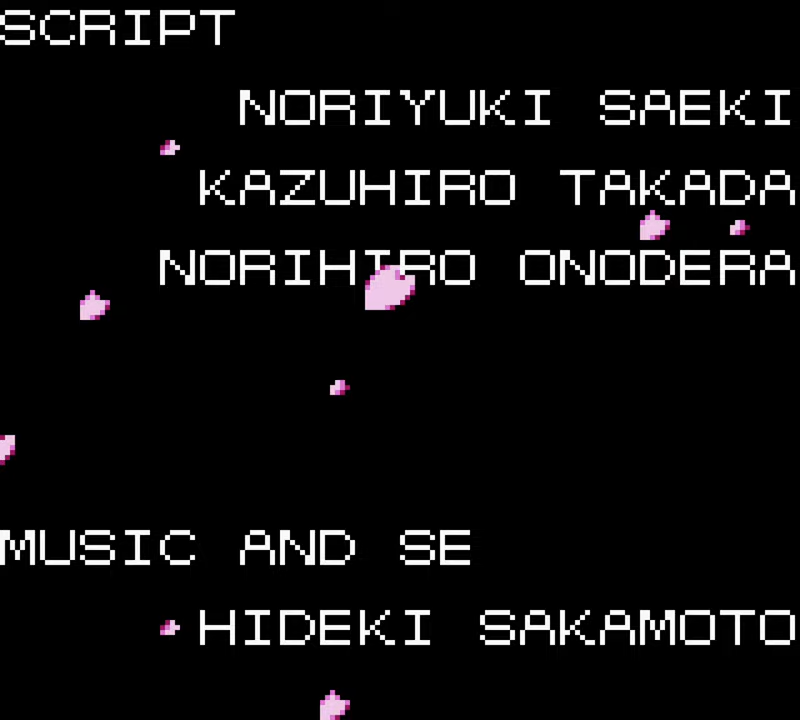 SCRIPT
NORIYUKI SAEKI
KAZUHIRO TAKADA
NORIHIRO ONODERA
MUSIC AND SE
HIDEKI SAKAMOTO